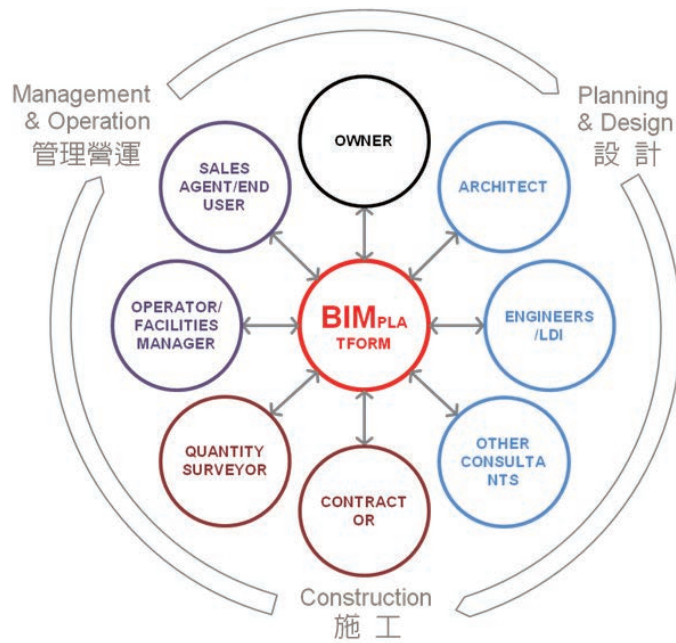 Management
& Operation
管理營運
Planning
& Design
設 計
OWNER
SALES
AGENT/END
USER
ARCHITECT
OPERATOR/
FACILITIES
MANAGER
BIMPLA
TFORM
ENGINEERS
/LDI
QUANTITY
SURVEYOR
OTHER
CONSULTA
NTS
CONTRACT
OR
Construction
施 工